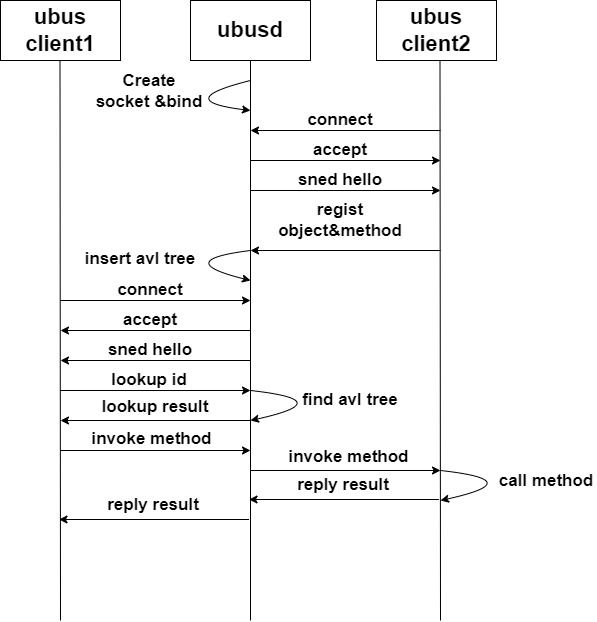 ubus
client1
ubusd
ubus
client2
Create
socket &bind
connect
accept
sned hello
regist
object&method
insert avl tree
connect
accept
sned hello
lookup id
find avl tree
lookup result
invoke method
invoke method
call method
reply result
reply result